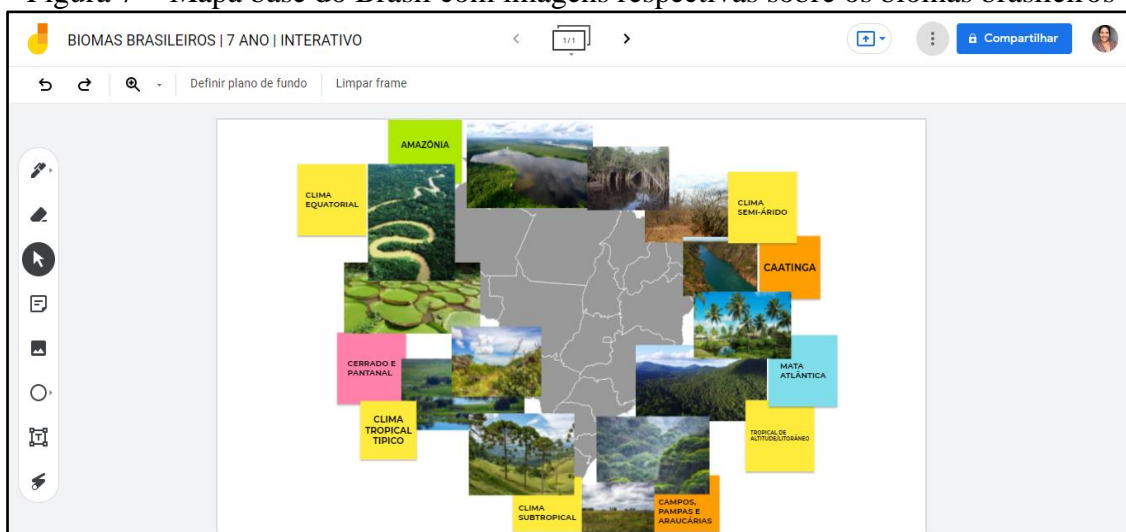 Figura 7 – Mapa base do Brasil com imagens respectivas sobre os biomas brasileiros
BIOMAS BRASILEIROS | 7 ANO | INTERATIVO
1/1
Compartilhar
Definir plano de fundo
Limpar frame
AMAZÔNIA
CLIMA
EQUATORIAL
CLIMA
SEMI-ÁRIDO
CAATINGA
CERRADO E
PANTANAL
MATA
ATLÂNTICA
CLIMA
TROPICAL
TIPICO
TROPICAL DE
ALTITUDE/LITORÂNEO
CLIMA
SUBTROPICAL
CAMPOS,
PAMPAS E
ARAUCÁRIAS